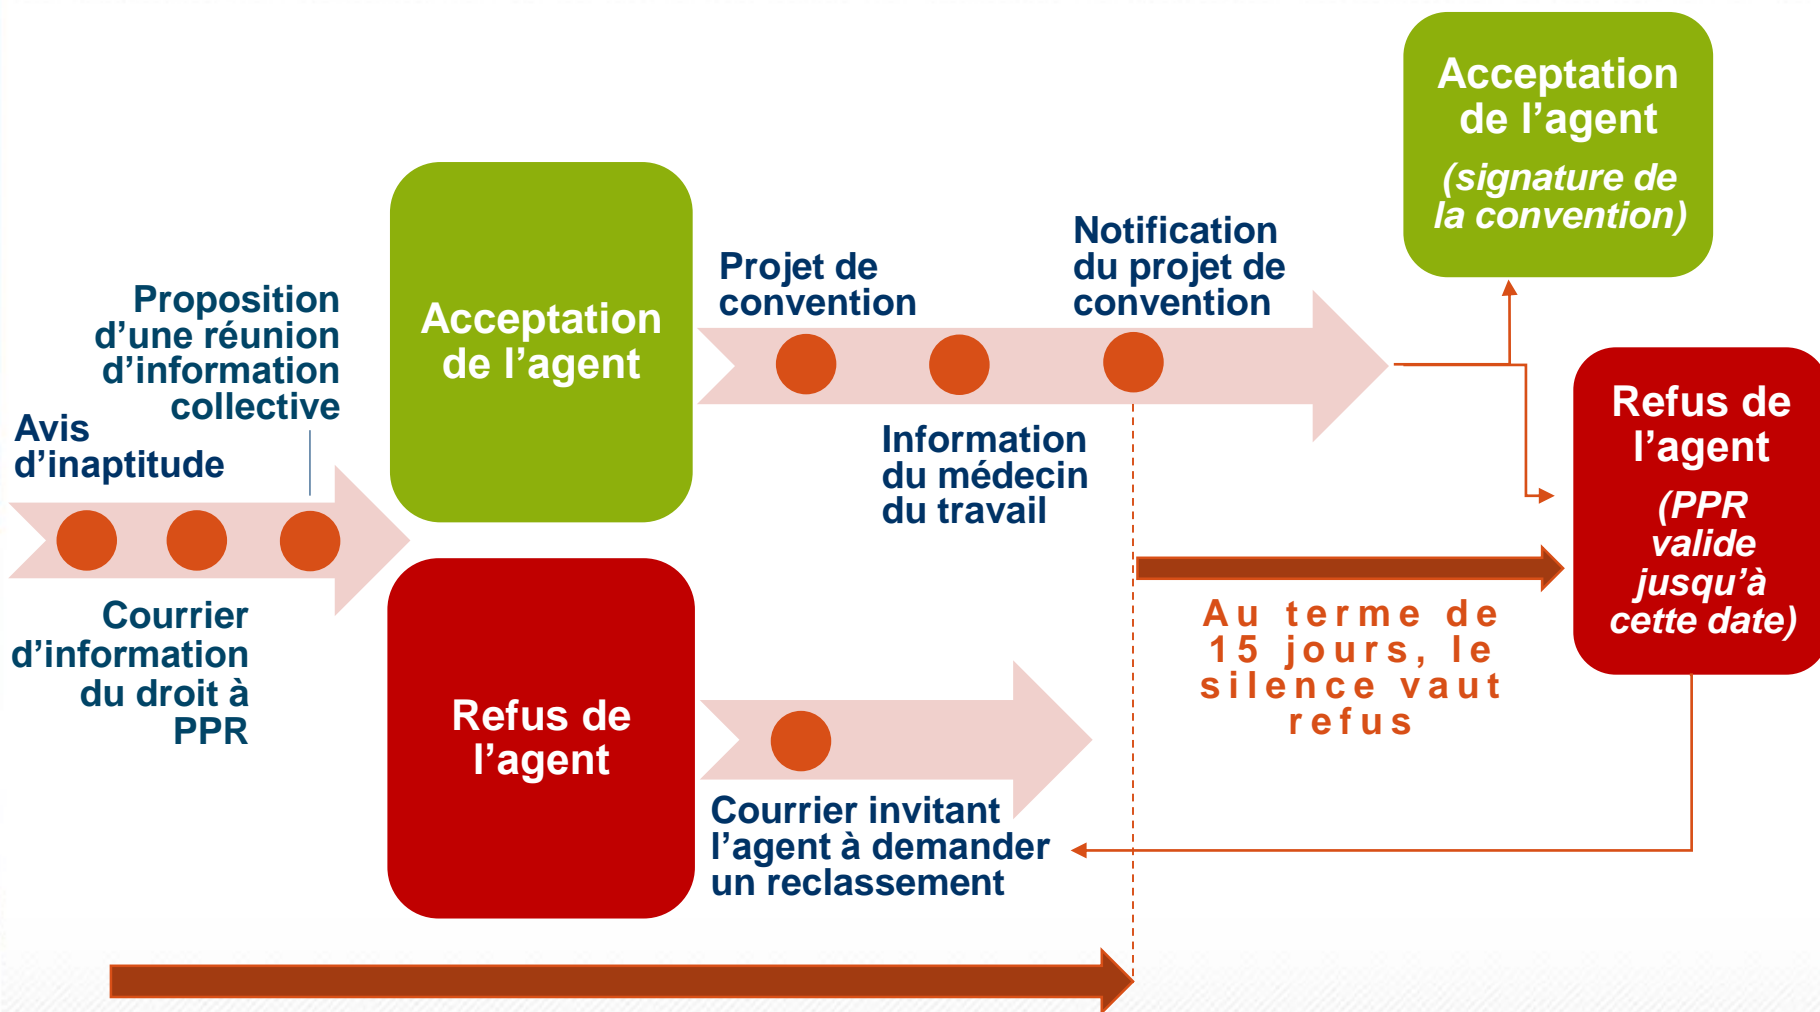 Avis
d’inaptitude
Proposition
d’une réunion
d’information
collective
Courrier
d’information
du droit à
PPR
Acceptation
de l’agent
Refus de
l’agent
Projet de
convention
Information
du médecin
du travail
Notification
du projet de
convention
Courrier invitant
l’agent à demander
un reclassement
Acceptation
de l’agent
(signature de
la convention)
Refus de
l’agent
(PPR
valide
jusqu’à
cette date)
Au terme de
15 jours, le
silence vaut
refus